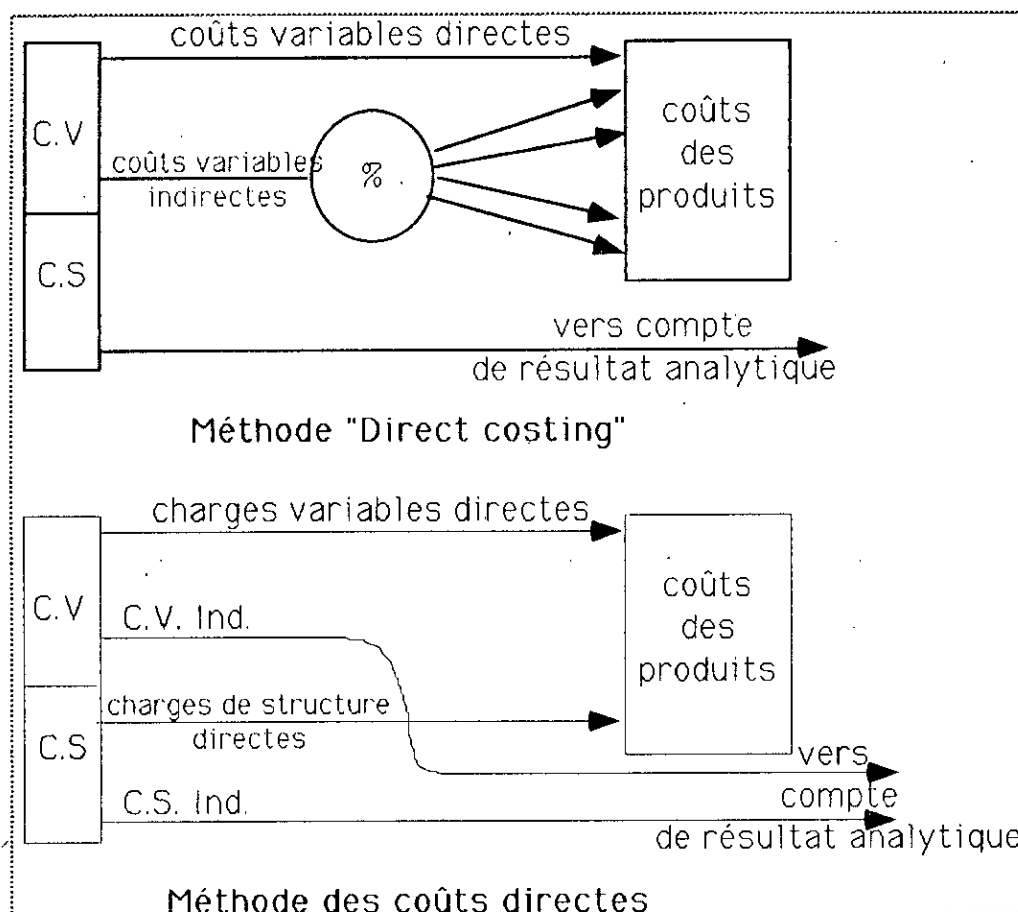 coûts variables directes
C.V
coûts variables
indirectes
%
coûts
des
produits
C.S
vers compte
de résultat analytique
Méthode "Direct costing"
charges variables directes
C.V
C.V. Ind.
coûts
des
produits
charges de structure
directes
C.S
vers
C.S. Ind.
compte
de résultat analytique
Méthode des coûts directes